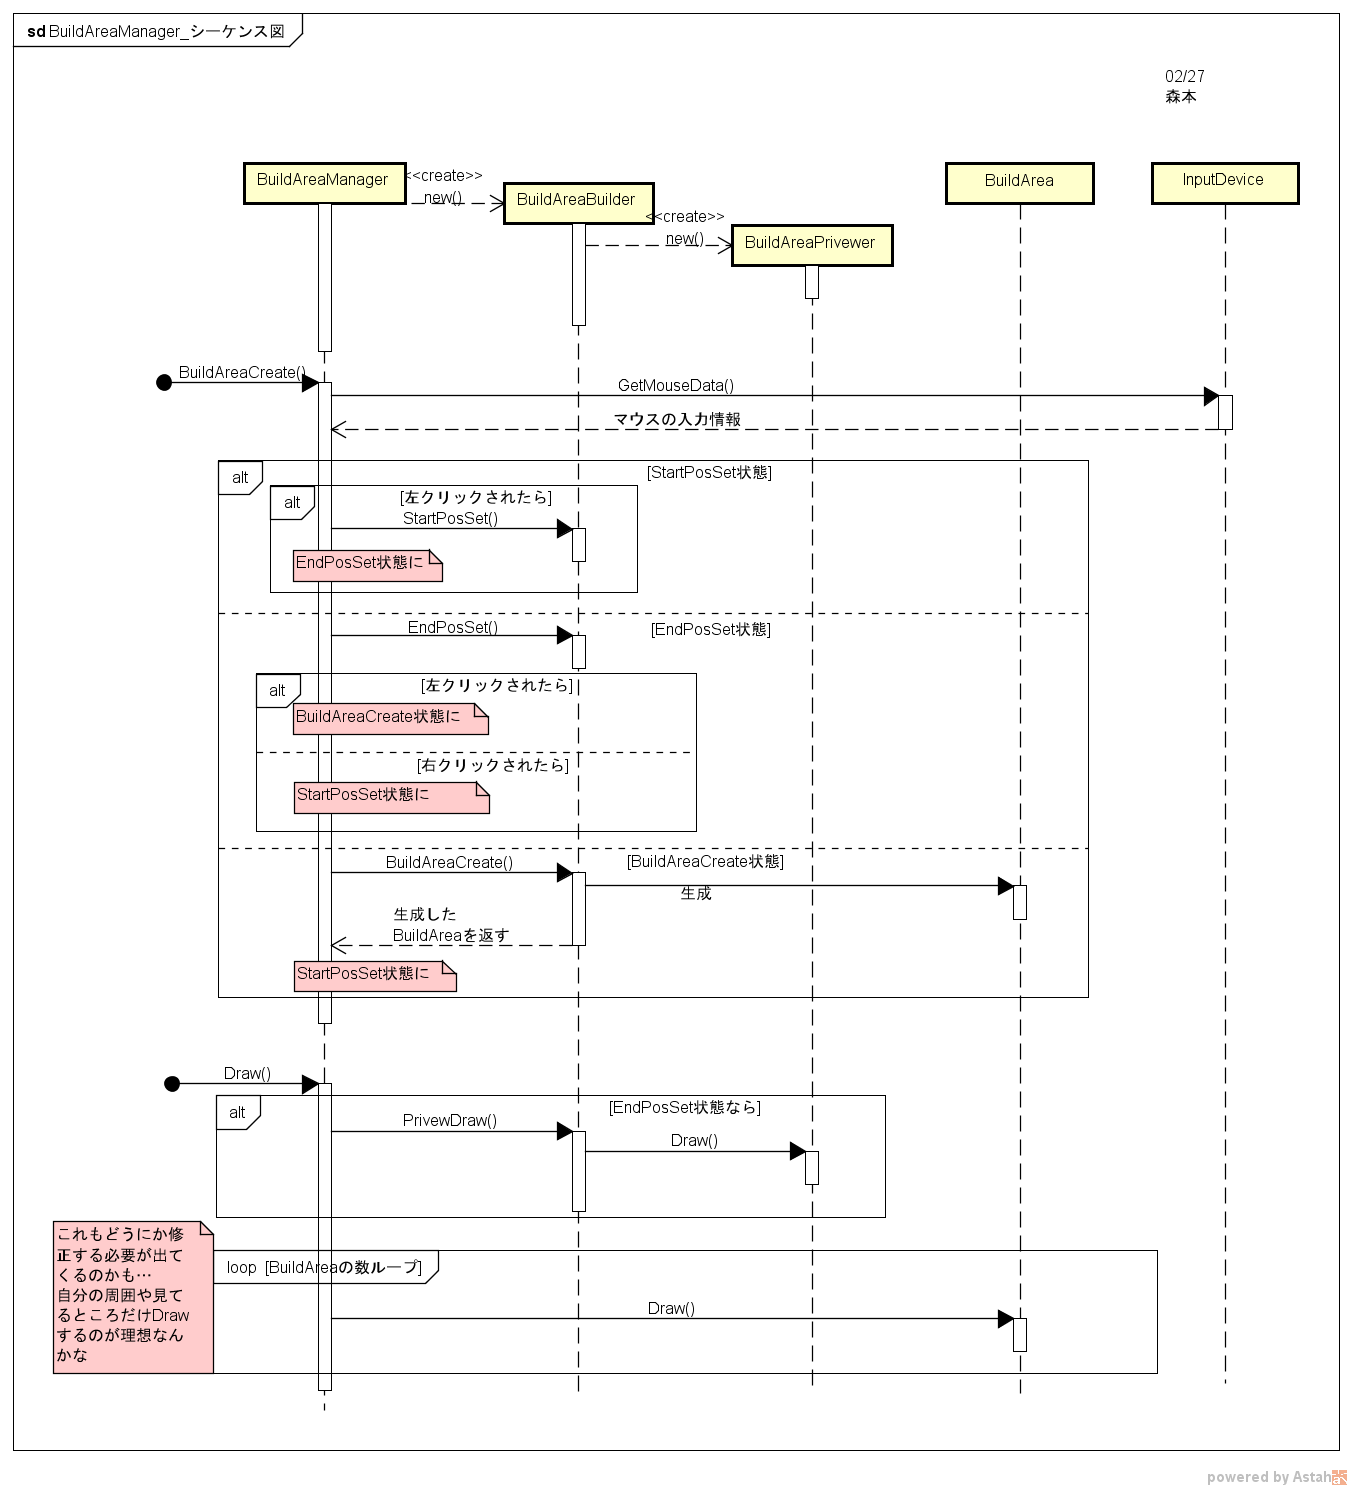 sd BuildAreaManager_シーケンス図
02/27
森本
BuildAreaManager
<<create>>
new()
BuildAreaBuilder
<<create>>
new()
BuildAreaPrivewer
BuildArea
InputDevice
BuildAreaCreate()
GetMouseData()
マウスの入力情報
alt
[StartPosSet状態]
alt
[左クリックされたら]
StartPosSet()
EndPosSet状態に
EndPosSet()
[EndPosSet状態]
alt
[左クリックされたら]
BuildAreaCreate状態に
[右クリックされたら]
StartPosSet状態に
BuildAreaCreate()
[BuildAreaCreate状態]
生成
生成した
BuildAreaを返す
StartPosSet状態に
Draw()
alt
[EndPosSet状態なら]
PrivewDraw()
Draw()
これもどうにか修
正する必要が出て
くるのかも…
自分の周囲や見て
るところだけDraw
するのが理想なん
かな
loop [BuildAreaの数ループ]
Draw()
powered by Astah